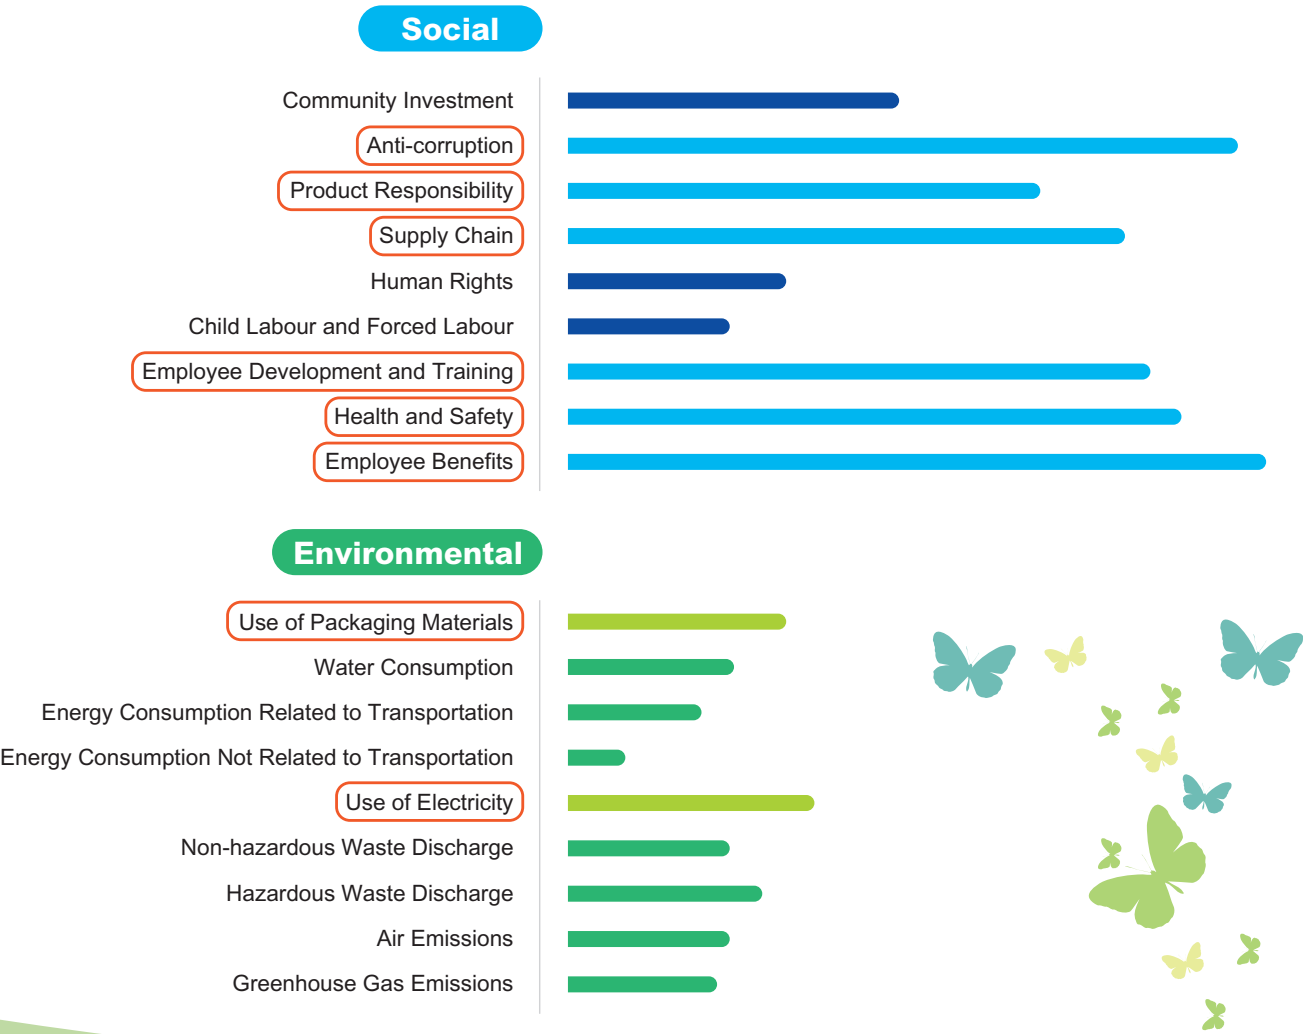 Social
Community Investment
Anti-corruption
Product Responsibility
Supply Chain
Human Rights
Child Labour and Forced Labour
Employee Development and Training
Health and Safety
Employee Benefits
Environmental
Use of Packaging Materials
Water Consumption
Energy Consumption Related to Transportation
Energy Consumption Not Related to Transportation
Use of Electricity
Non-hazardous Waste Discharge
Hazardous Waste Discharge
Air Emissions
Greenhouse Gas Emissions